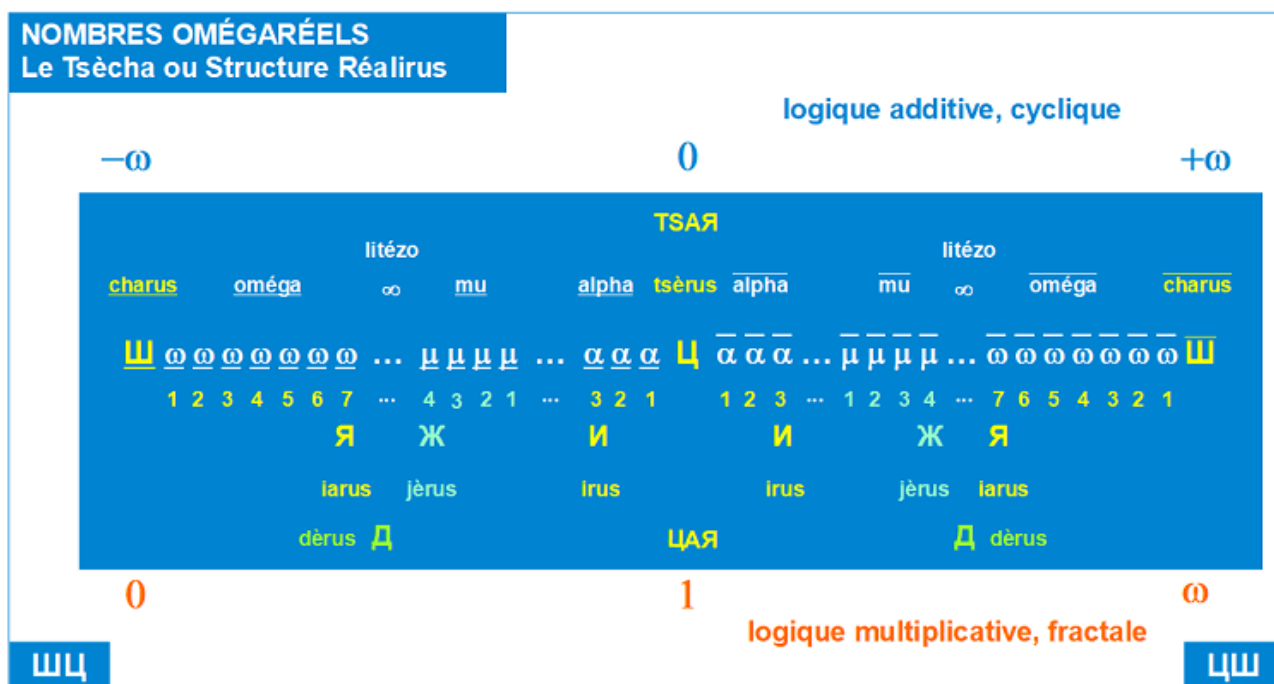 NOMBRES OMÉGARÉELS
Le Tsècha ou Structure Réalirus
logique additive, cyclique
−ω 0 +ω
TSAЯ
litézo litézo
charus oméga ∞ mu alpha tsèrus alpha mu ∞ oméga charus
Ш ω ω ω ω ω ω ω ... μ μ μ μ ... α α α Ц α α α ... μ μ μ μ ... ω ω ω ω ω ω ω Ш
1 2 3 4 5 6 7 ... 4 3 2 1 ... 3 2 1 1 2 3 ... 1 2 3 4 ... 7 6 5 4 3 2 1
Я Ж И И Ж Я
iarus jèrus irus irus jèrus iarus
dèrus Д ЦАЯ Д dèrus
0 1 ω
logique multiplicative, fractale
ШЦ ЦШ